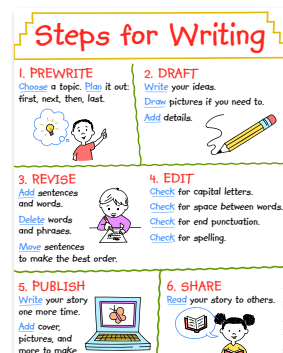 Steps for Writing
1. PREWRITE
Choose a topic. Plan it out:
first, next, then, last.
2. DRAFT
Write your ideas.
Draw pictures if you need to.
Add details.
3. REVISE
Add sentences
and words.
Delete words
and phrases.
Move sentences
to make the best order.
4. EDIT
Check for capital letters.
Check for space between words.
Check for end punctuation.
Check for spelling.
5. PUBLISH
Write your story
one more time.
Add cover,
pictures, and
more to make
6. SHARE
Read your story to others.